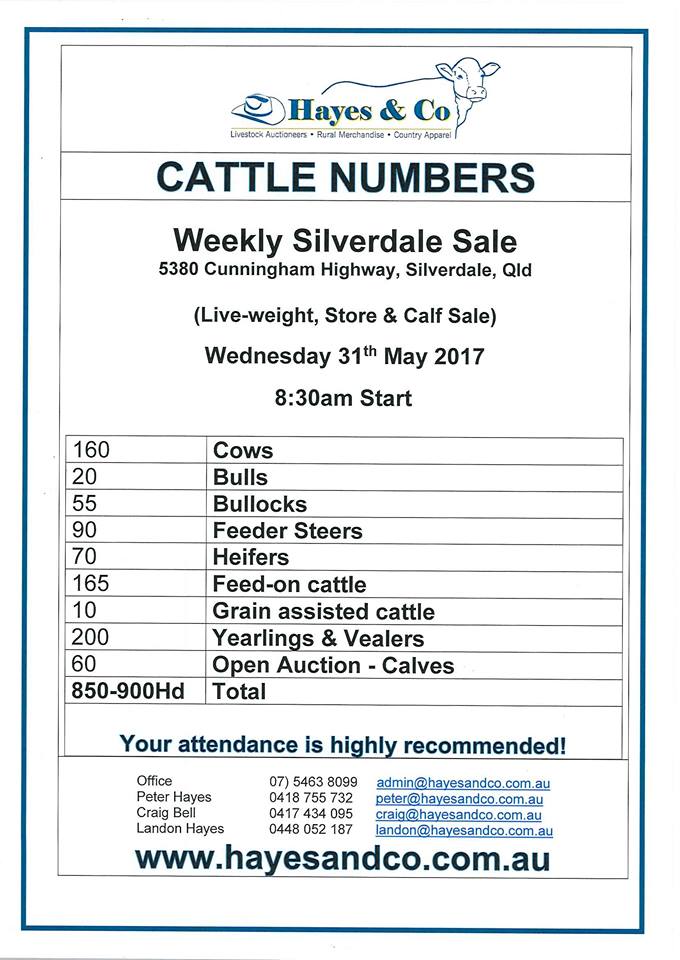 Hayes & Co
Livestock Auctioneers • Rural Merchandise • Country Apparel
CATTLE NUMBERS
Weekly Silverdale Sale
5380 Cunningham Highway, Silverdale, Qld
(Live-weight, Store & Calf Sale)
Wednesday 31th May 2017
8:30am Start
160 Cows
20 Bulls
55 Bullocks
90 Feeder Steers
70 Heifers
165 Feed-on cattle
10 Grain assisted cattle
200 Yearlings & Vealers
60 Open Auction - Calves
850-900Hd Total
Your attendance is highly recommended!
Office 07) 5463 8099 admin@hayesandco.com.au
Peter Hayes 0418 755 732 peter@hayesandco.com.au
Craig Bell 0417 434 095 craig@hayesandco.com.au
Landon Hayes 0448 052 187 landon@hayesandco.com.au
www.hayesandco.com.au